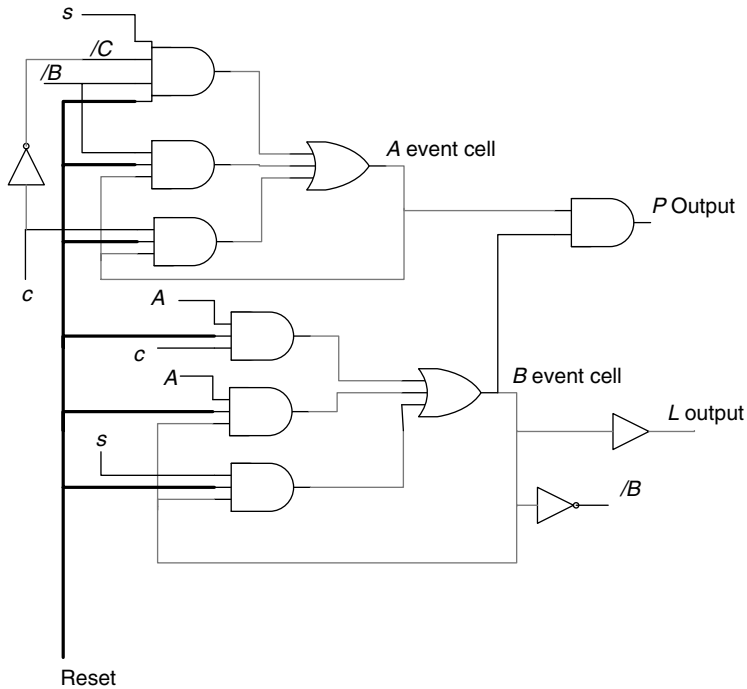 s
/C
/B
A event cell
P Output
c
A
c
A
B event cell
L output
s
/B
Reset